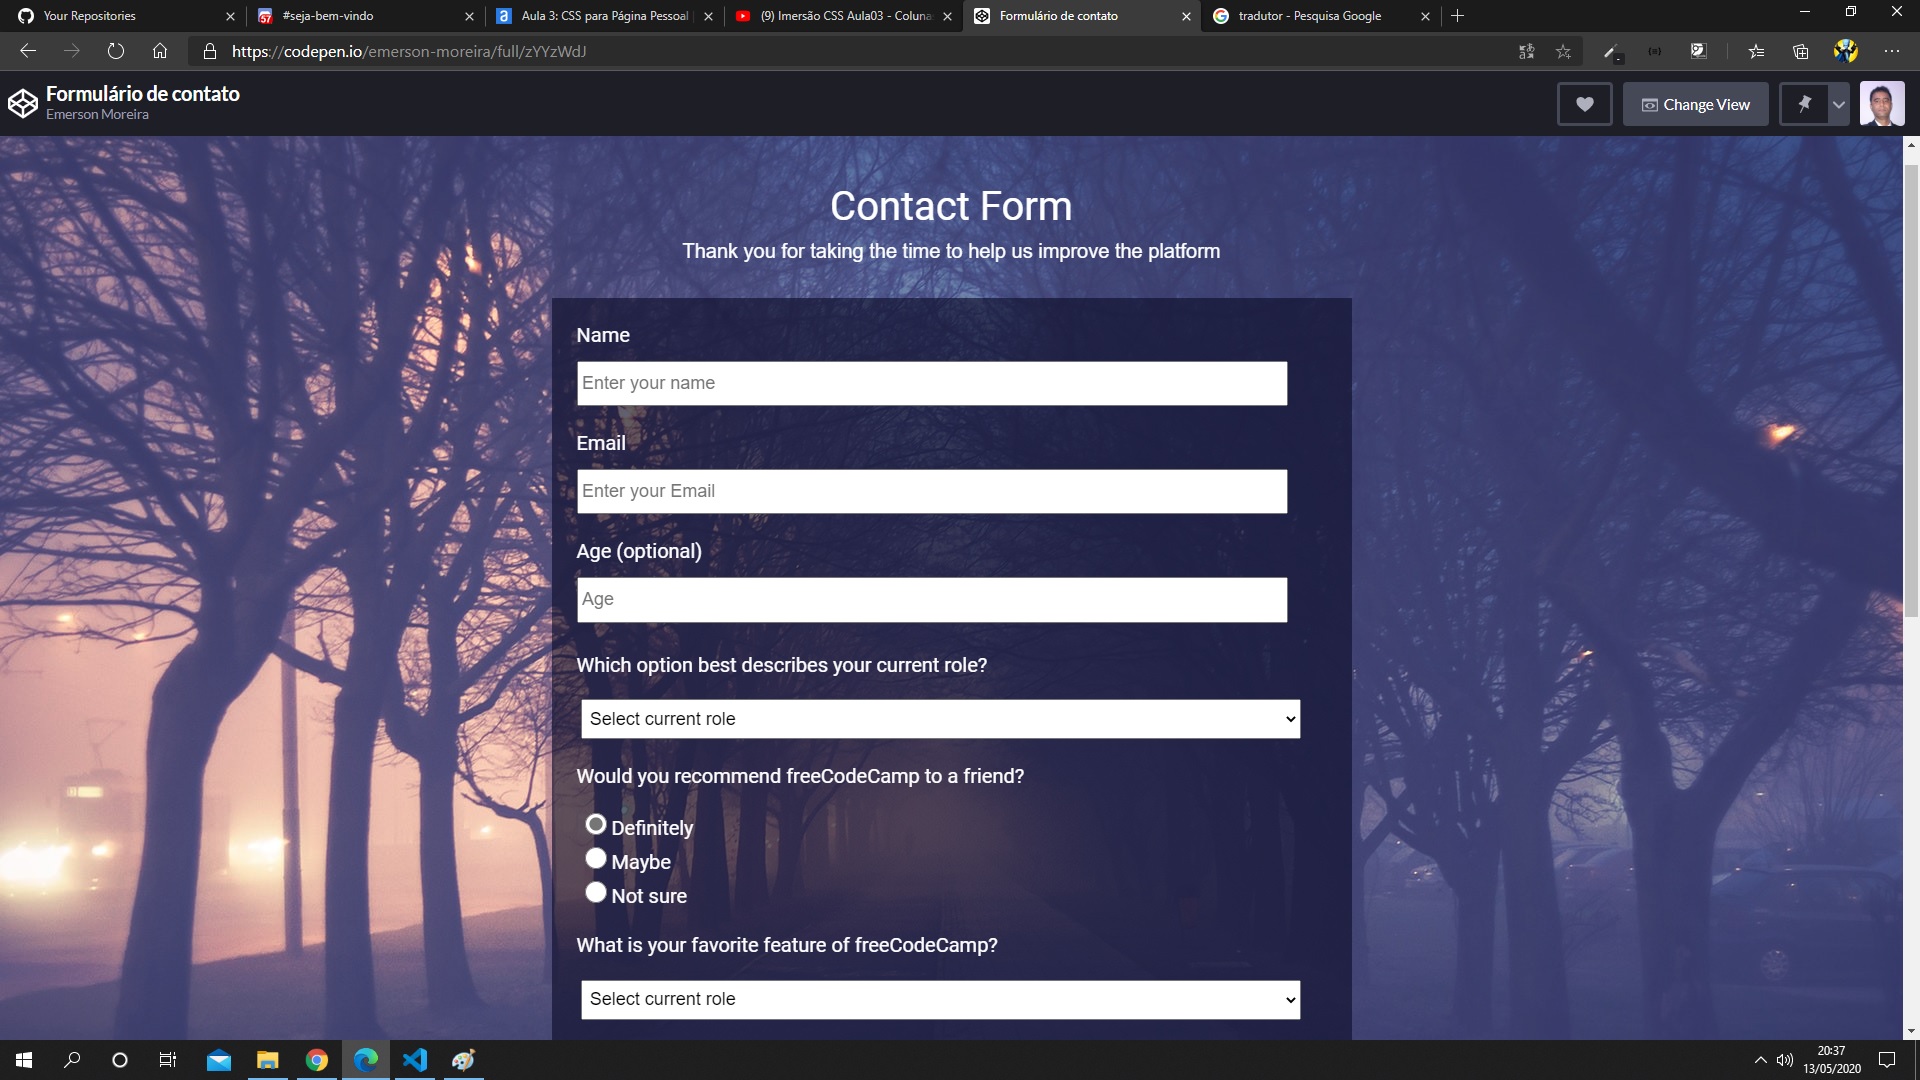 Your Repositories
#seja-bem-vindo
Aula 3: CSS para Página Pessoal
(9) Imersão CSS Aula03 - Coluna
Formulário de contato
tradutor - Pesquisa Google
https://codepen.io/emerson-moreira/full/zYYzWdJ
Formulário de contato
Emerson Moreira
Change View
Contact Form
Thank you for taking the time to help us improve the platform
Name
Enter your name
Email
Enter your Email
Age (optional)
Age
Which option best describes your current role?
Select current role
Would you recommend freeCodeCamp to a friend?
Definitely
Maybe
Not sure
What is your favorite feature of freeCodeCamp?
Select current role
20:37
13/05/2020